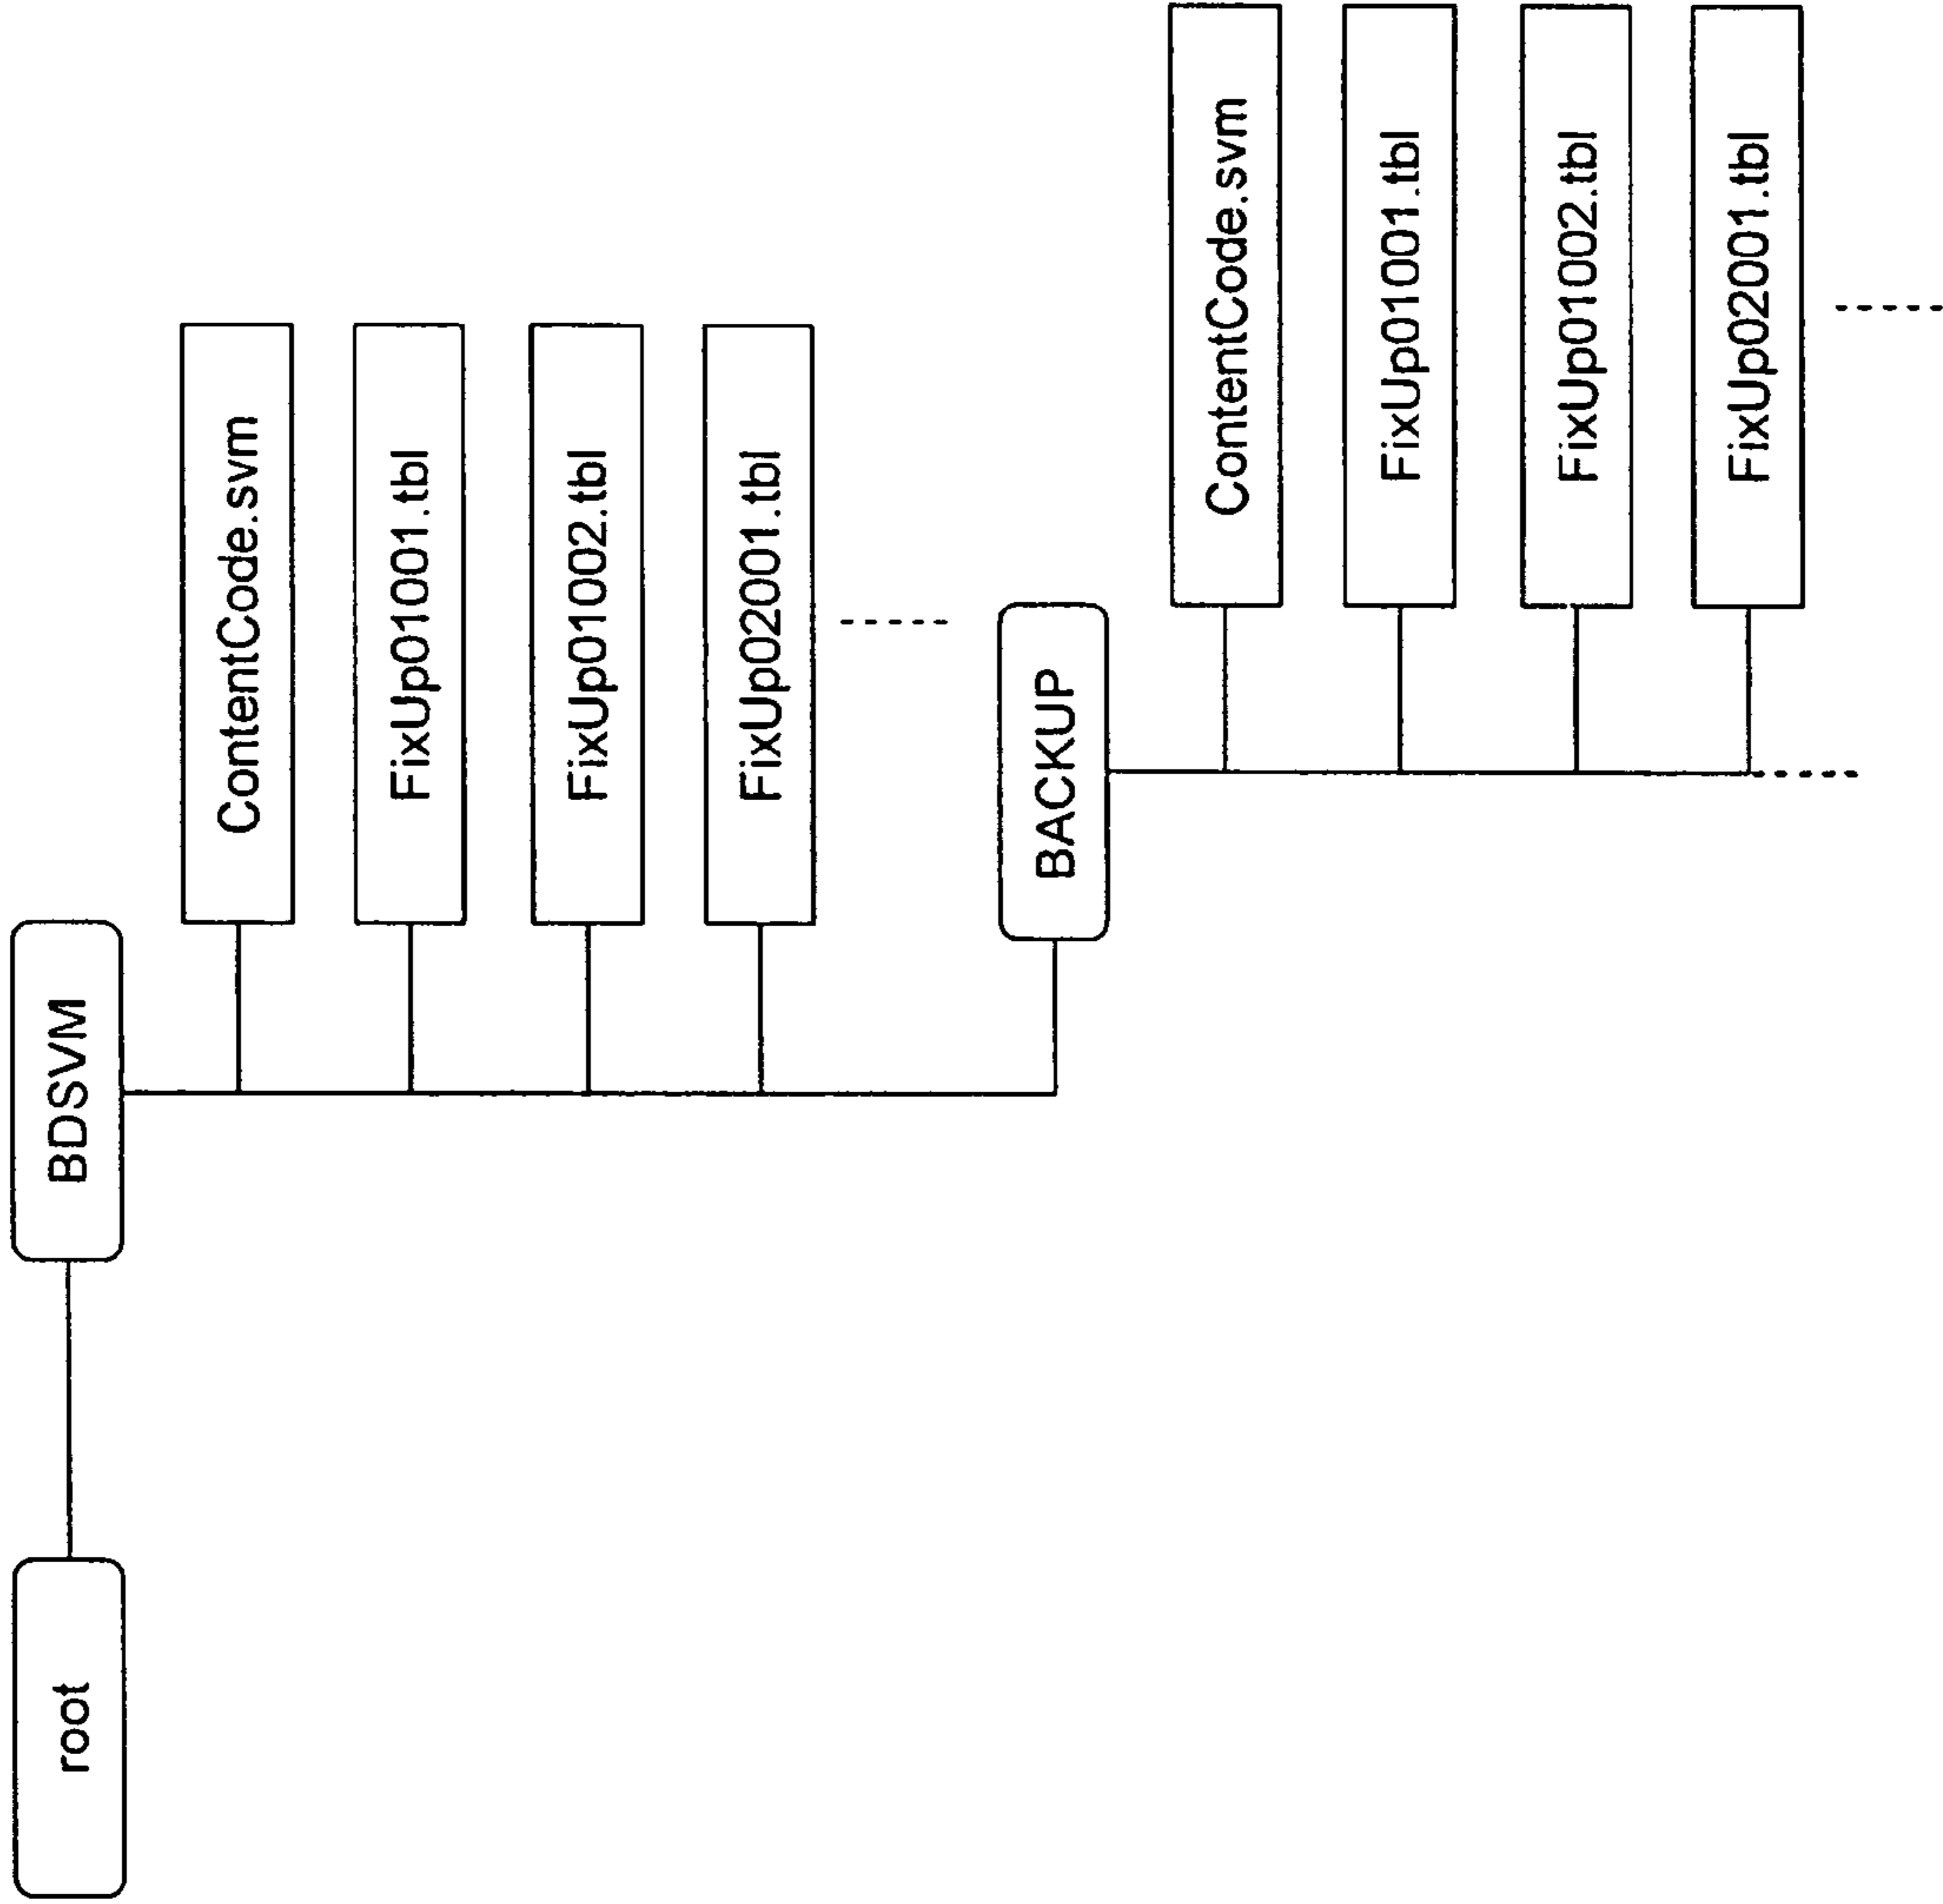 root
BDSVM
ContentCode.svm
FixUp01001.tbl
FixUp01002.tbl
FixUp02001.tbl
BACKUP
ContentCode.svm
FixUp01001.tbl
FixUp01002.tbl
FixUp02001.tbl